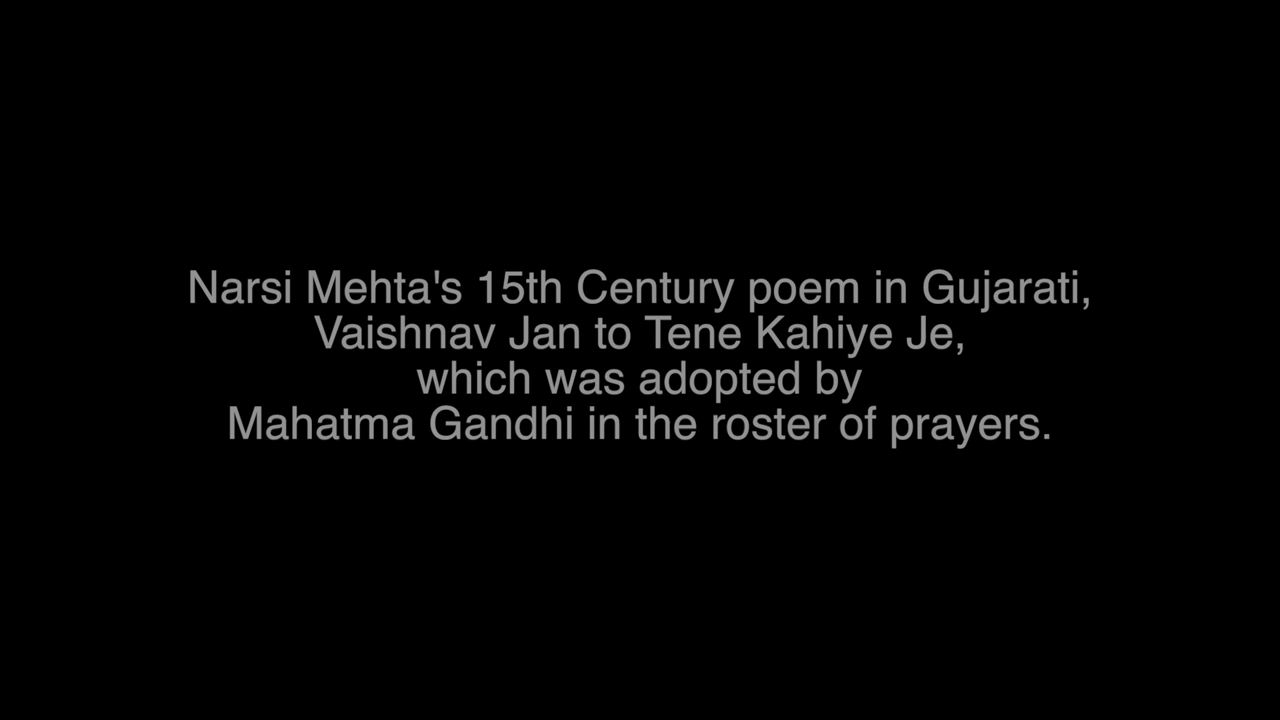 Narsi Mehta's 15th Century poem in Gujarati,
Vaishnav Jan to Tene Kahiye Je,
which was adopted by
Mahatma Gandhi in the roster of prayers.